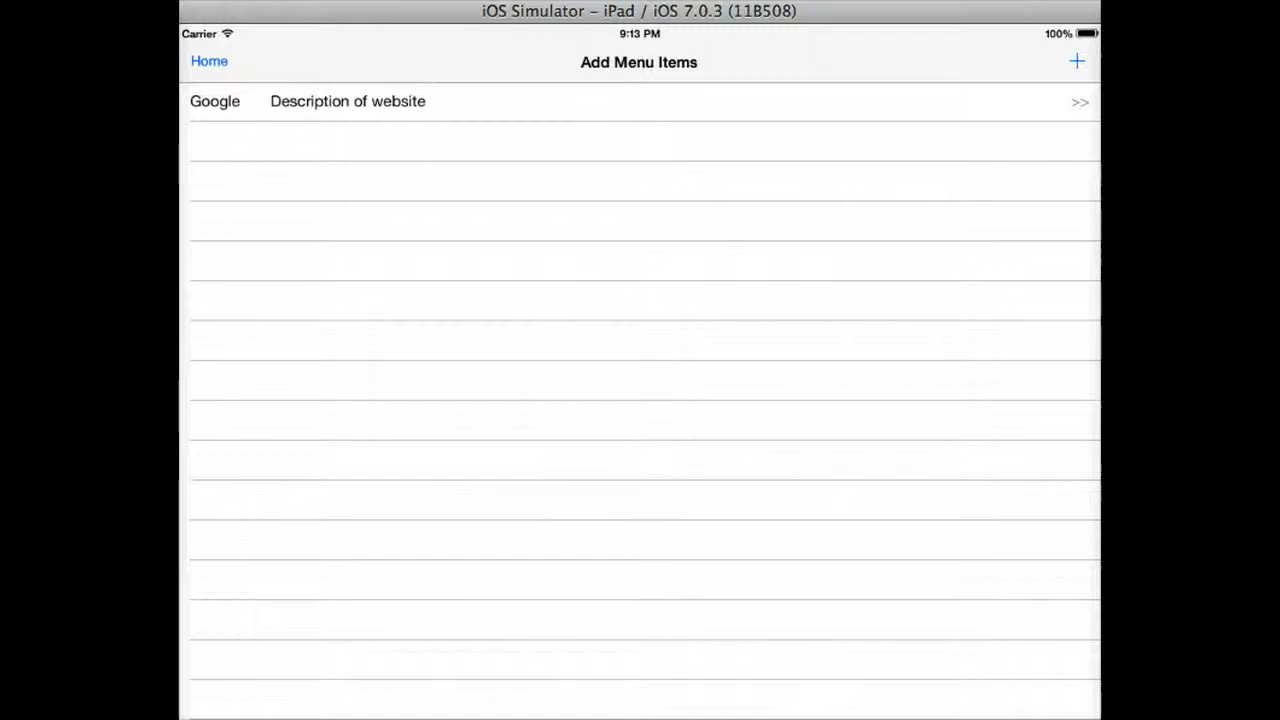 iOS Simulator – iPad / iOS 7.0.3 (11B508)
Carrier 9:13 PM 100%
Home Add Menu Items +
Google Description of website >>